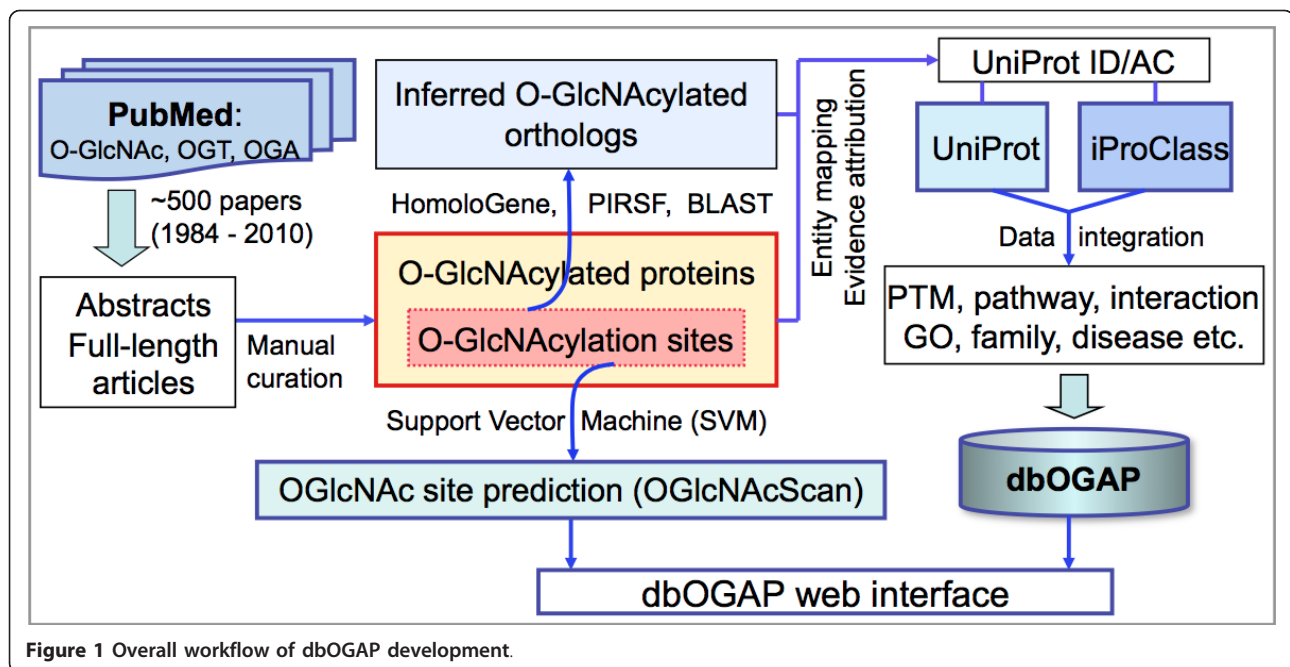 PubMed:
O-GlcNAc, OGT, OGA
~500 papers
(1984 - 2010)
Abstracts
Full-length
articles
Manual
curation
Inferred O-GlcNAcylated
orthologs
HomoloGene, PIRSF, BLAST
O-GlcNAcylated proteins
O-GlcNAcylation sites
Support Vector Machine (SVM)
OGlcNAc site prediction (OGlcNAcScan)
Entity mapping
Evidence attribution
UniProt ID/AC
UniProt
iProClass
Data integration
PTM, pathway, interaction
GO, family, disease etc.
dbOGAP
dbOGAP web interface
Figure 1 Overall workflow of dbOGAP development.